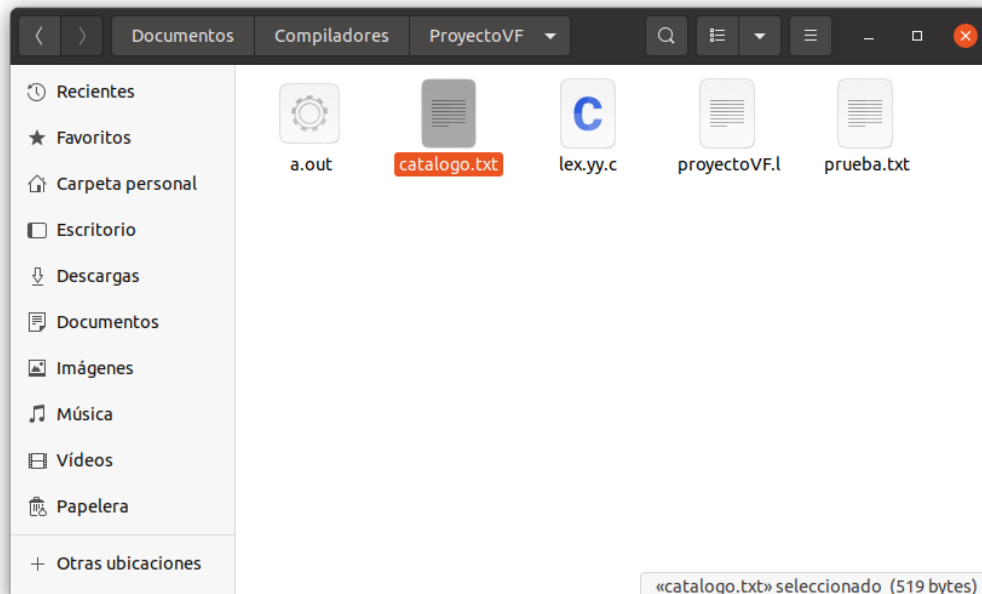 Documentos Compiladores ProyectoVF
Recientes
Favoritos
Carpeta personal
Escritorio
Descargas
Documentos
Imágenes
Música
Vídeos
Papelera
+ Otras ubicaciones
a.out catalogo.txt lex.yy.c proyectoVF.l prueba.txt
«catalogo.txt» seleccionado (519 bytes)